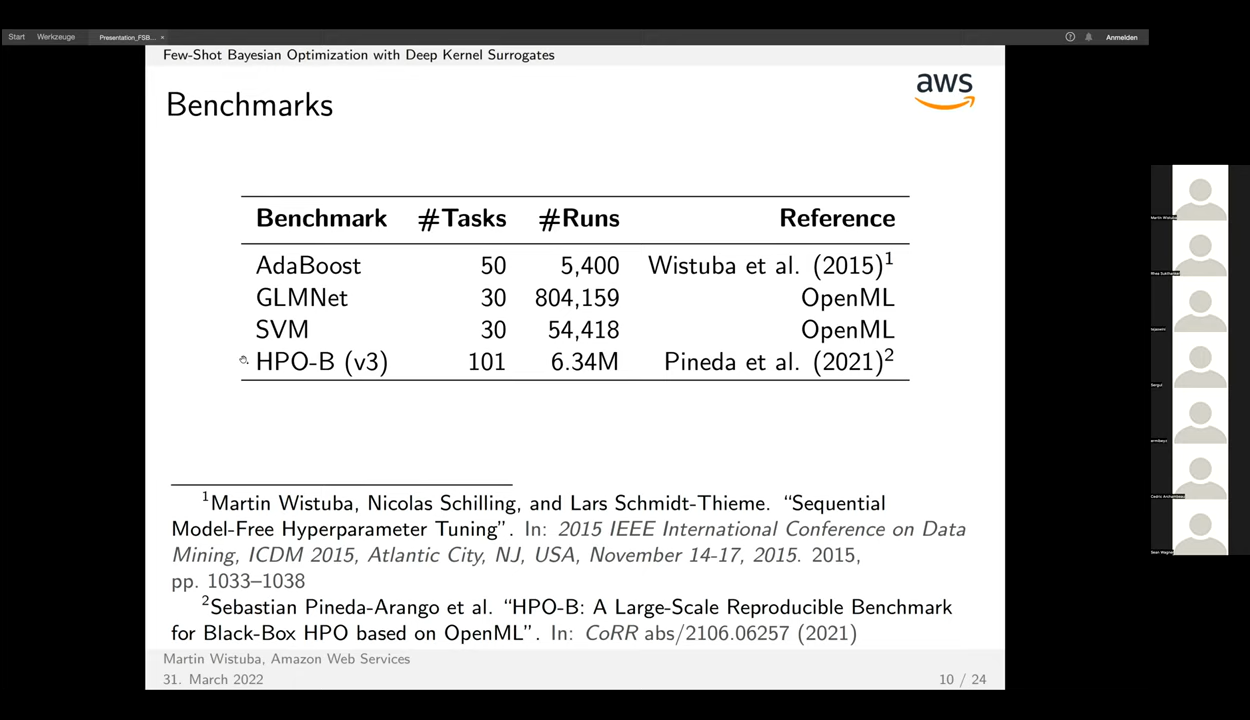 Start Werkzeuge Presentation_FSB... × Anmelden
Few-Shot Bayesian Optimization with Deep Kernel Surrogates
aws
Benchmarks
Benchmark #Tasks #Runs Reference
AdaBoost 50 5,400 Wistuba et al. (2015)¹
GLMNet 30 804,159 OpenML
SVM 30 54,418 OpenML
HPO-B (v3) 101 6.34M Pineda et al. (2021)²
¹Martin Wistuba, Nicolas Schilling, and Lars Schmidt-Thieme. “Sequential
Model-Free Hyperparameter Tuning”. In: 2015 IEEE International Conference on Data
Mining, ICDM 2015, Atlantic City, NJ, USA, November 14-17, 2015. 2015,
pp. 1033–1038
²Sebastian Pineda-Arango et al. “HPO-B: A Large-Scale Reproducible Benchmark
for Black-Box HPO based on OpenML”. In: CoRR abs/2106.06257 (2021)
Martin Wistuba, Amazon Web Services
31. March 2022 10 / 24
Martin Wistuba
Sergul